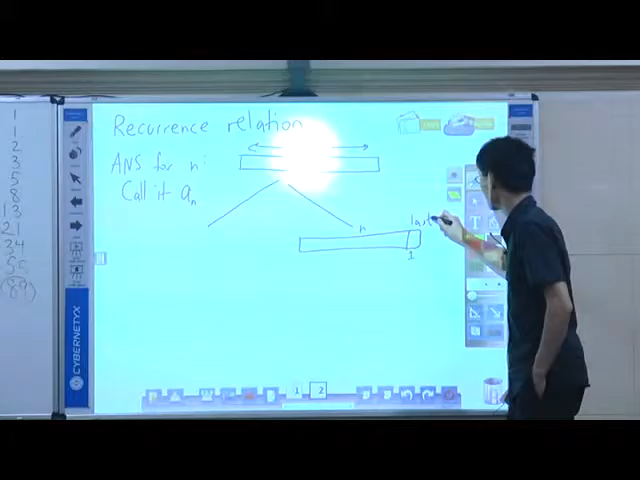 1
1
2
3
5
8
13
21
34
55
(89)
Recurrence relation
ANS for n:
Call it aₙ
n
last
1
CYBERNETYX
1
2